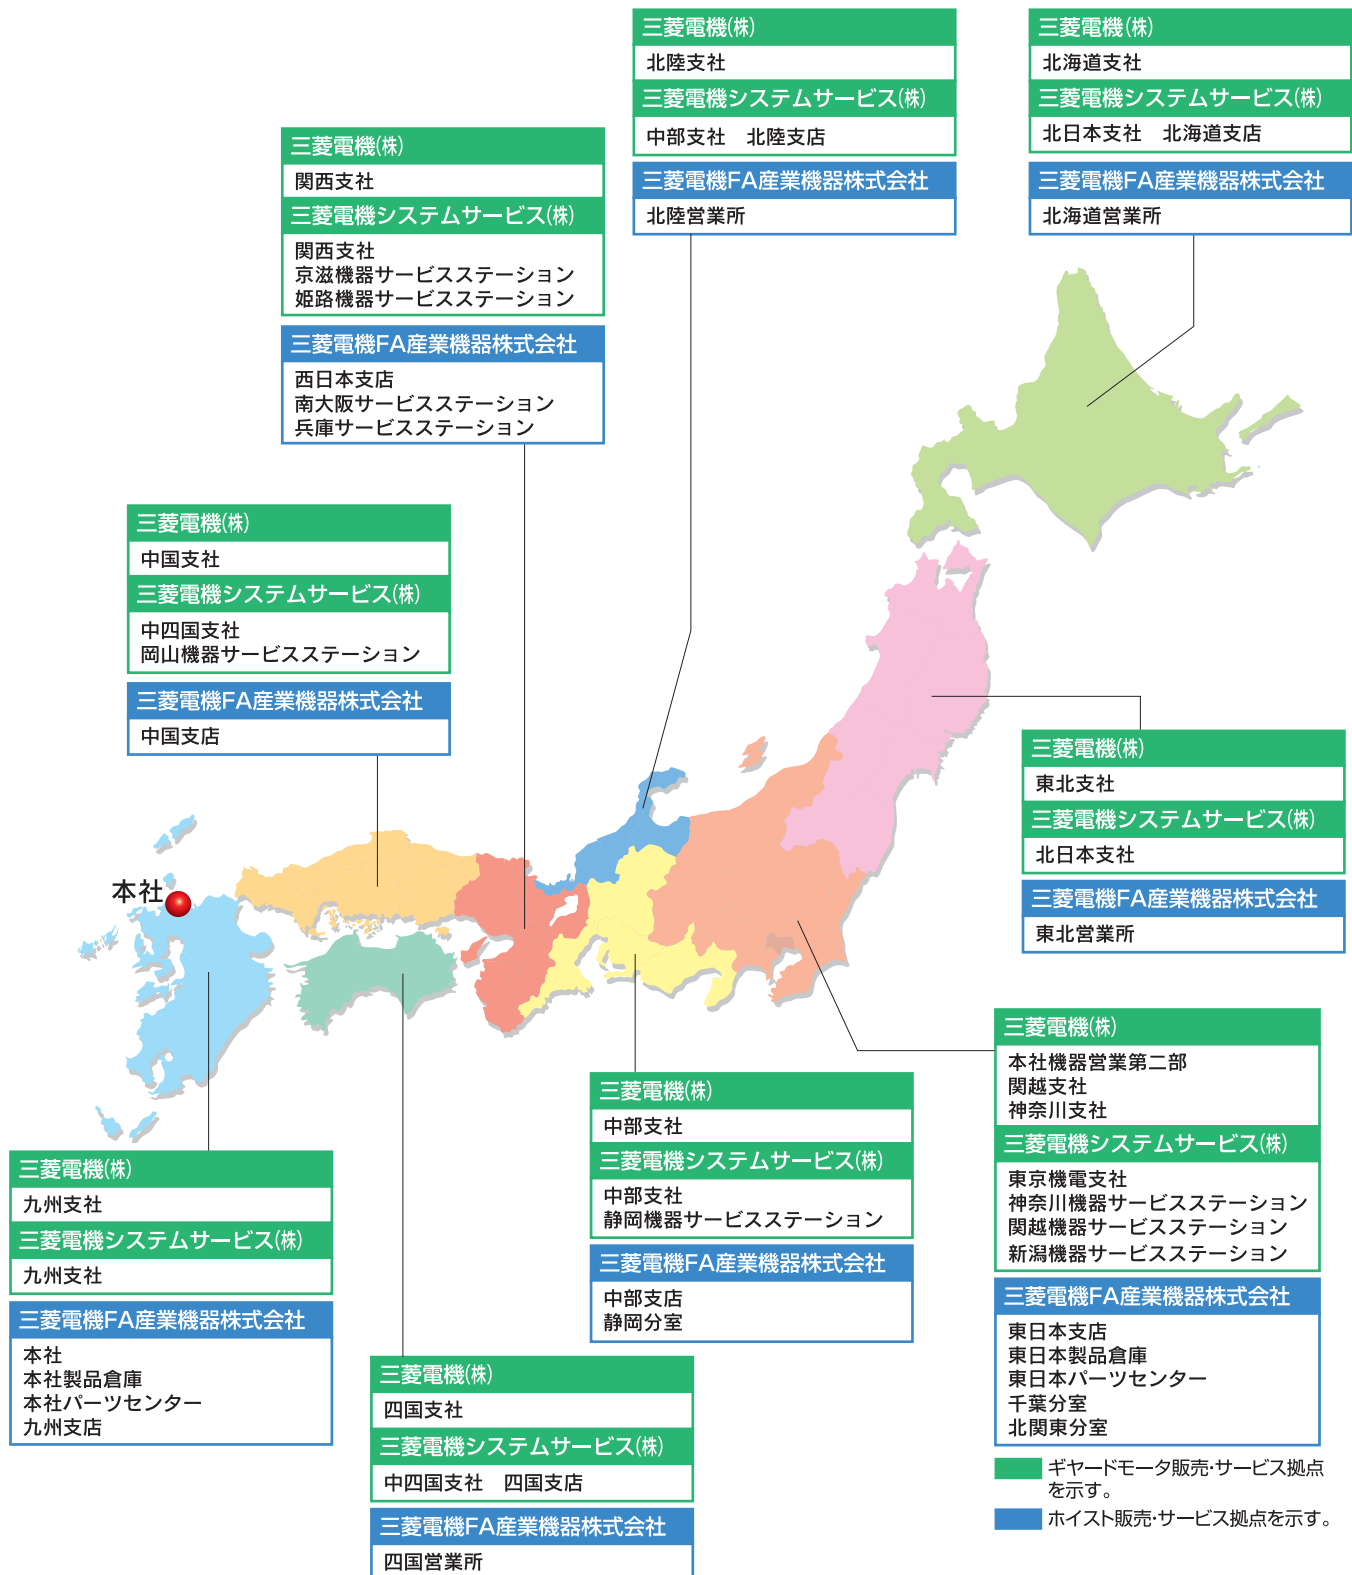 三菱電機(株)
北陸支社
三菱電機システムサービス(株)
中部支社　北陸支店
三菱電機FA産業機器株式会社
北陸営業所
三菱電機(株)
北海道支社
三菱電機システムサービス(株)
北日本支社　北海道支店
三菱電機FA産業機器株式会社
北海道営業所
三菱電機(株)
関西支社
三菱電機システムサービス(株)
関西支社
京滋機器サービスステーション
姫路機器サービスステーション
三菱電機FA産業機器株式会社
西日本支店
南大阪サービスステーション
兵庫サービスステーション
三菱電機(株)
中国支社
三菱電機システムサービス(株)
中四国支社
岡山機器サービスステーション
三菱電機FA産業機器株式会社
中国支店
三菱電機(株)
東北支社
三菱電機システムサービス(株)
北日本支社
三菱電機FA産業機器株式会社
東北営業所
本社
三菱電機(株)
本社機器営業第二部
関越支社
神奈川支社
三菱電機システムサービス(株)
東京機電支社
神奈川機器サービスステーション
関越機器サービスステーション
新潟機器サービスステーション
三菱電機FA産業機器株式会社
東日本支店
東日本製品倉庫
東日本パーツセンター
千葉分室
北関東分室
三菱電機(株)
中部支社
三菱電機システムサービス(株)
中部支社
静岡機器サービスステーション
三菱電機FA産業機器株式会社
中部支店
静岡分室
三菱電機(株)
九州支社
三菱電機システムサービス(株)
九州支社
三菱電機FA産業機器株式会社
本社
本社製品倉庫
本社パーツセンター
九州支店
三菱電機(株)
四国支社
三菱電機システムサービス(株)
中四国支社　四国支店
三菱電機FA産業機器株式会社
四国営業所
ギヤードモータ販売・サービス拠点
を示す。
ホイスト販売・サービス拠点を示す。